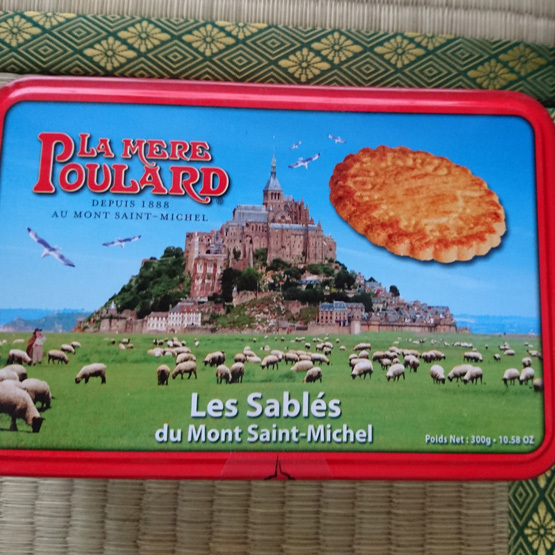 LA MERE
POULARD
DEPUIS 1888
AU MONT SAINT-MICHEL
Les Sablés
du Mont Saint-Michel
Poids Net : 300g • 10.58 OZ